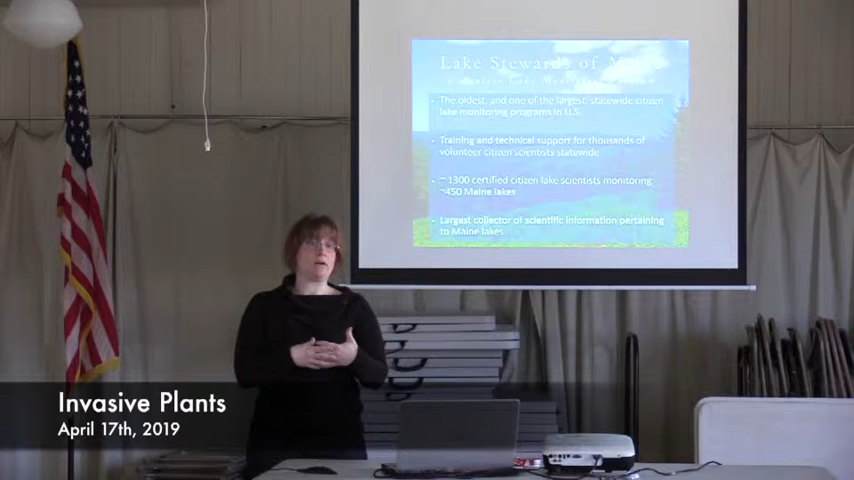 Lake Stewards of M
• The oldest, and one of the largest, statewide citizen
lake monitoring programs in U.S.
• Training and technical support for thousands of
volunteer citizen scientists statewide
• ~ 1300 certified citizen lake scientists monitoring
~450 Maine lakes
• Largest collector of scientific information pertaining
to Maine lakes
Invasive Plants
April 17th, 2019